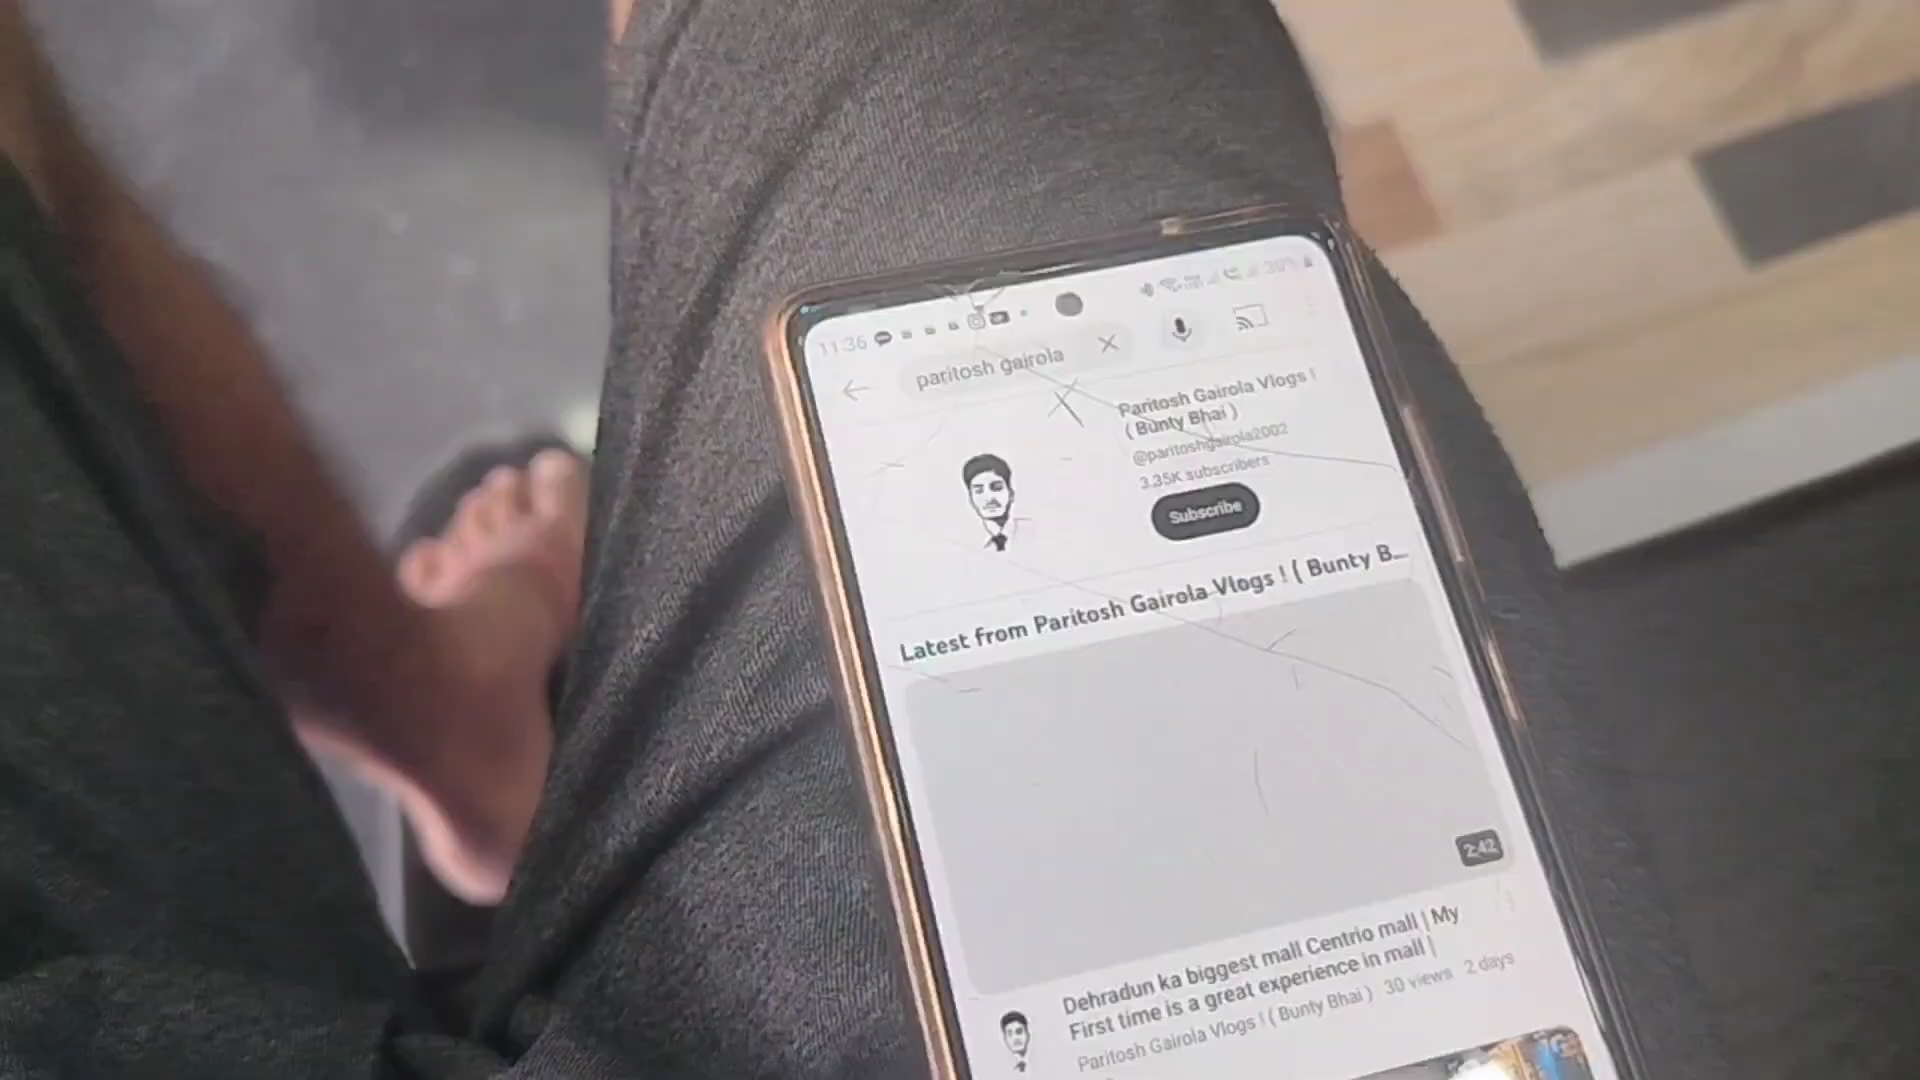 11:36
paritosh gairola
Paritosh Gairola Vlogs !
( Bunty Bhai )
@paritoshgairola2002
3.35K subscribers
Subscribe
Latest from Paritosh Gairola Vlogs ! ( Bunty B...
2:42
Dehradun ka biggest mall Centrio mall | My
First time is a great experience in mall |
Paritosh Gairola Vlogs ! ( Bunty Bhai ) 30 views 2 days